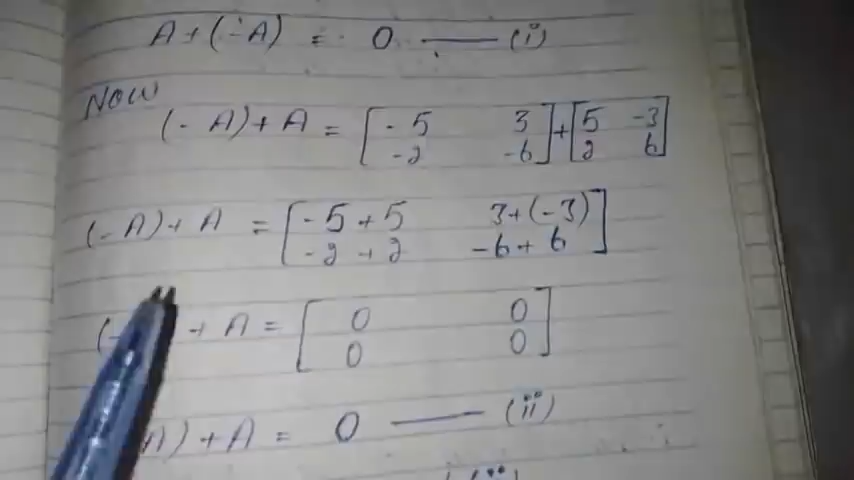 A+(-A) = 0 —— (i)
Now
(-A)+A = [-5 3] + [5 -3]
[-2 -6] [2 6]
(-A)+A = [-5+5 3+(-3)]
[-2+2 -6+6]
( + A = [0 0]
[0 0]
A)+A = 0 —— (ii)
(ii)